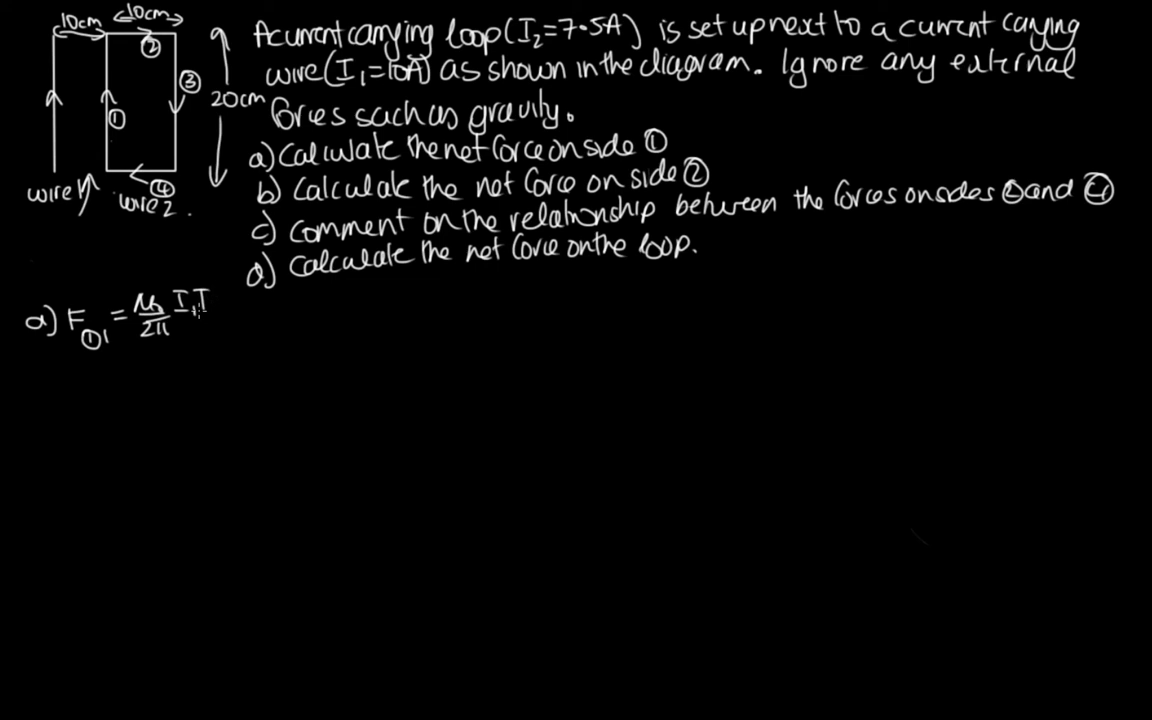 10cm 10cm
②
③
20cm
①
④
wire 1 wire 2
A current carrying loop (I₂=7.5A) is set up next to a current carying
wire (I₁=10A) as shown in the diagram. Ignore any external
forces such as gravity.
a) Calculate the net force on side ①
b) Calculate the net force on side ②
c) Comment on the relationship between the forces on sides ② and ④
d) Calculate the net force on the loop.
a) F①1 = μ₀/2π I₁I